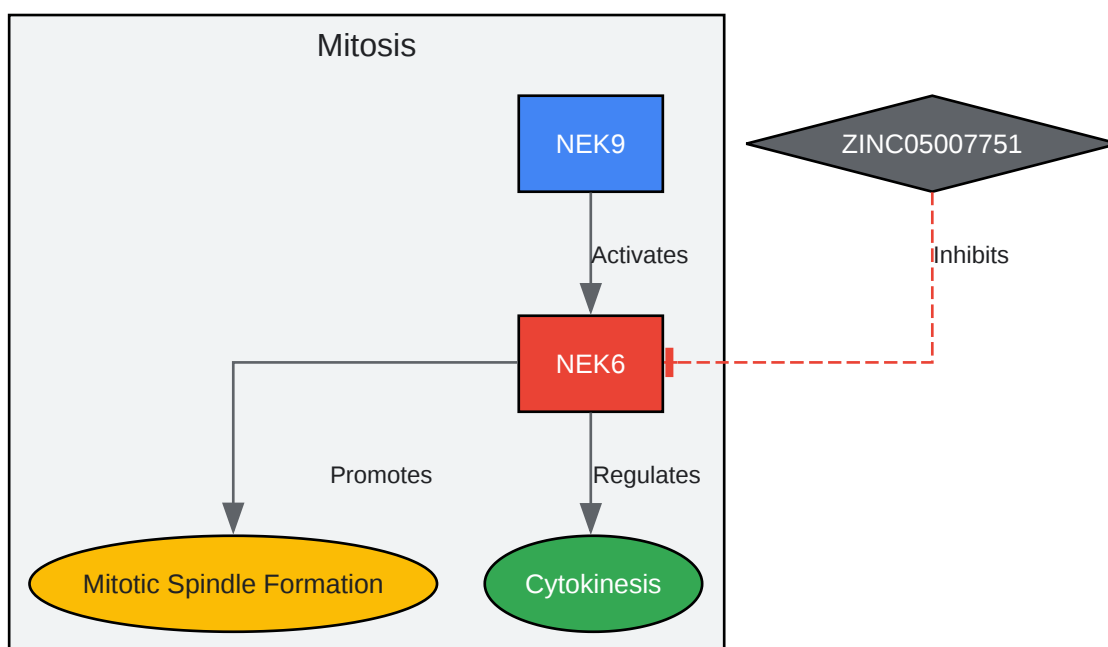 Mitosis
NEK9
ZINC05007751
Activates
Inhibits
NEK6
Promotes
Regulates
Mitotic Spindle Formation
Cytokinesis